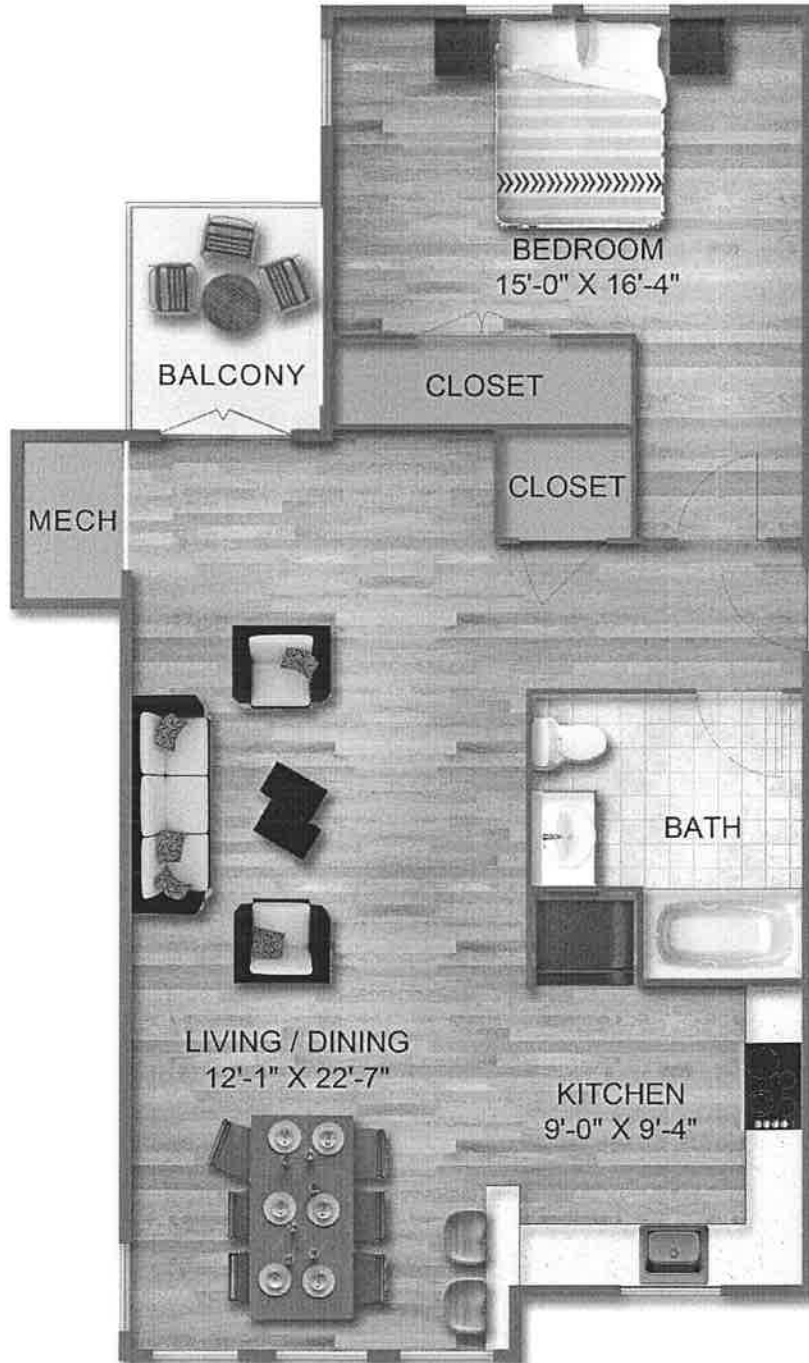 BEDROOM
15'-0" X 16'-4"
BALCONY
CLOSET
MECH
CLOSET
BATH
LIVING / DINING
12'-1" X 22'-7"
KITCHEN
9'-0" X 9'-4"